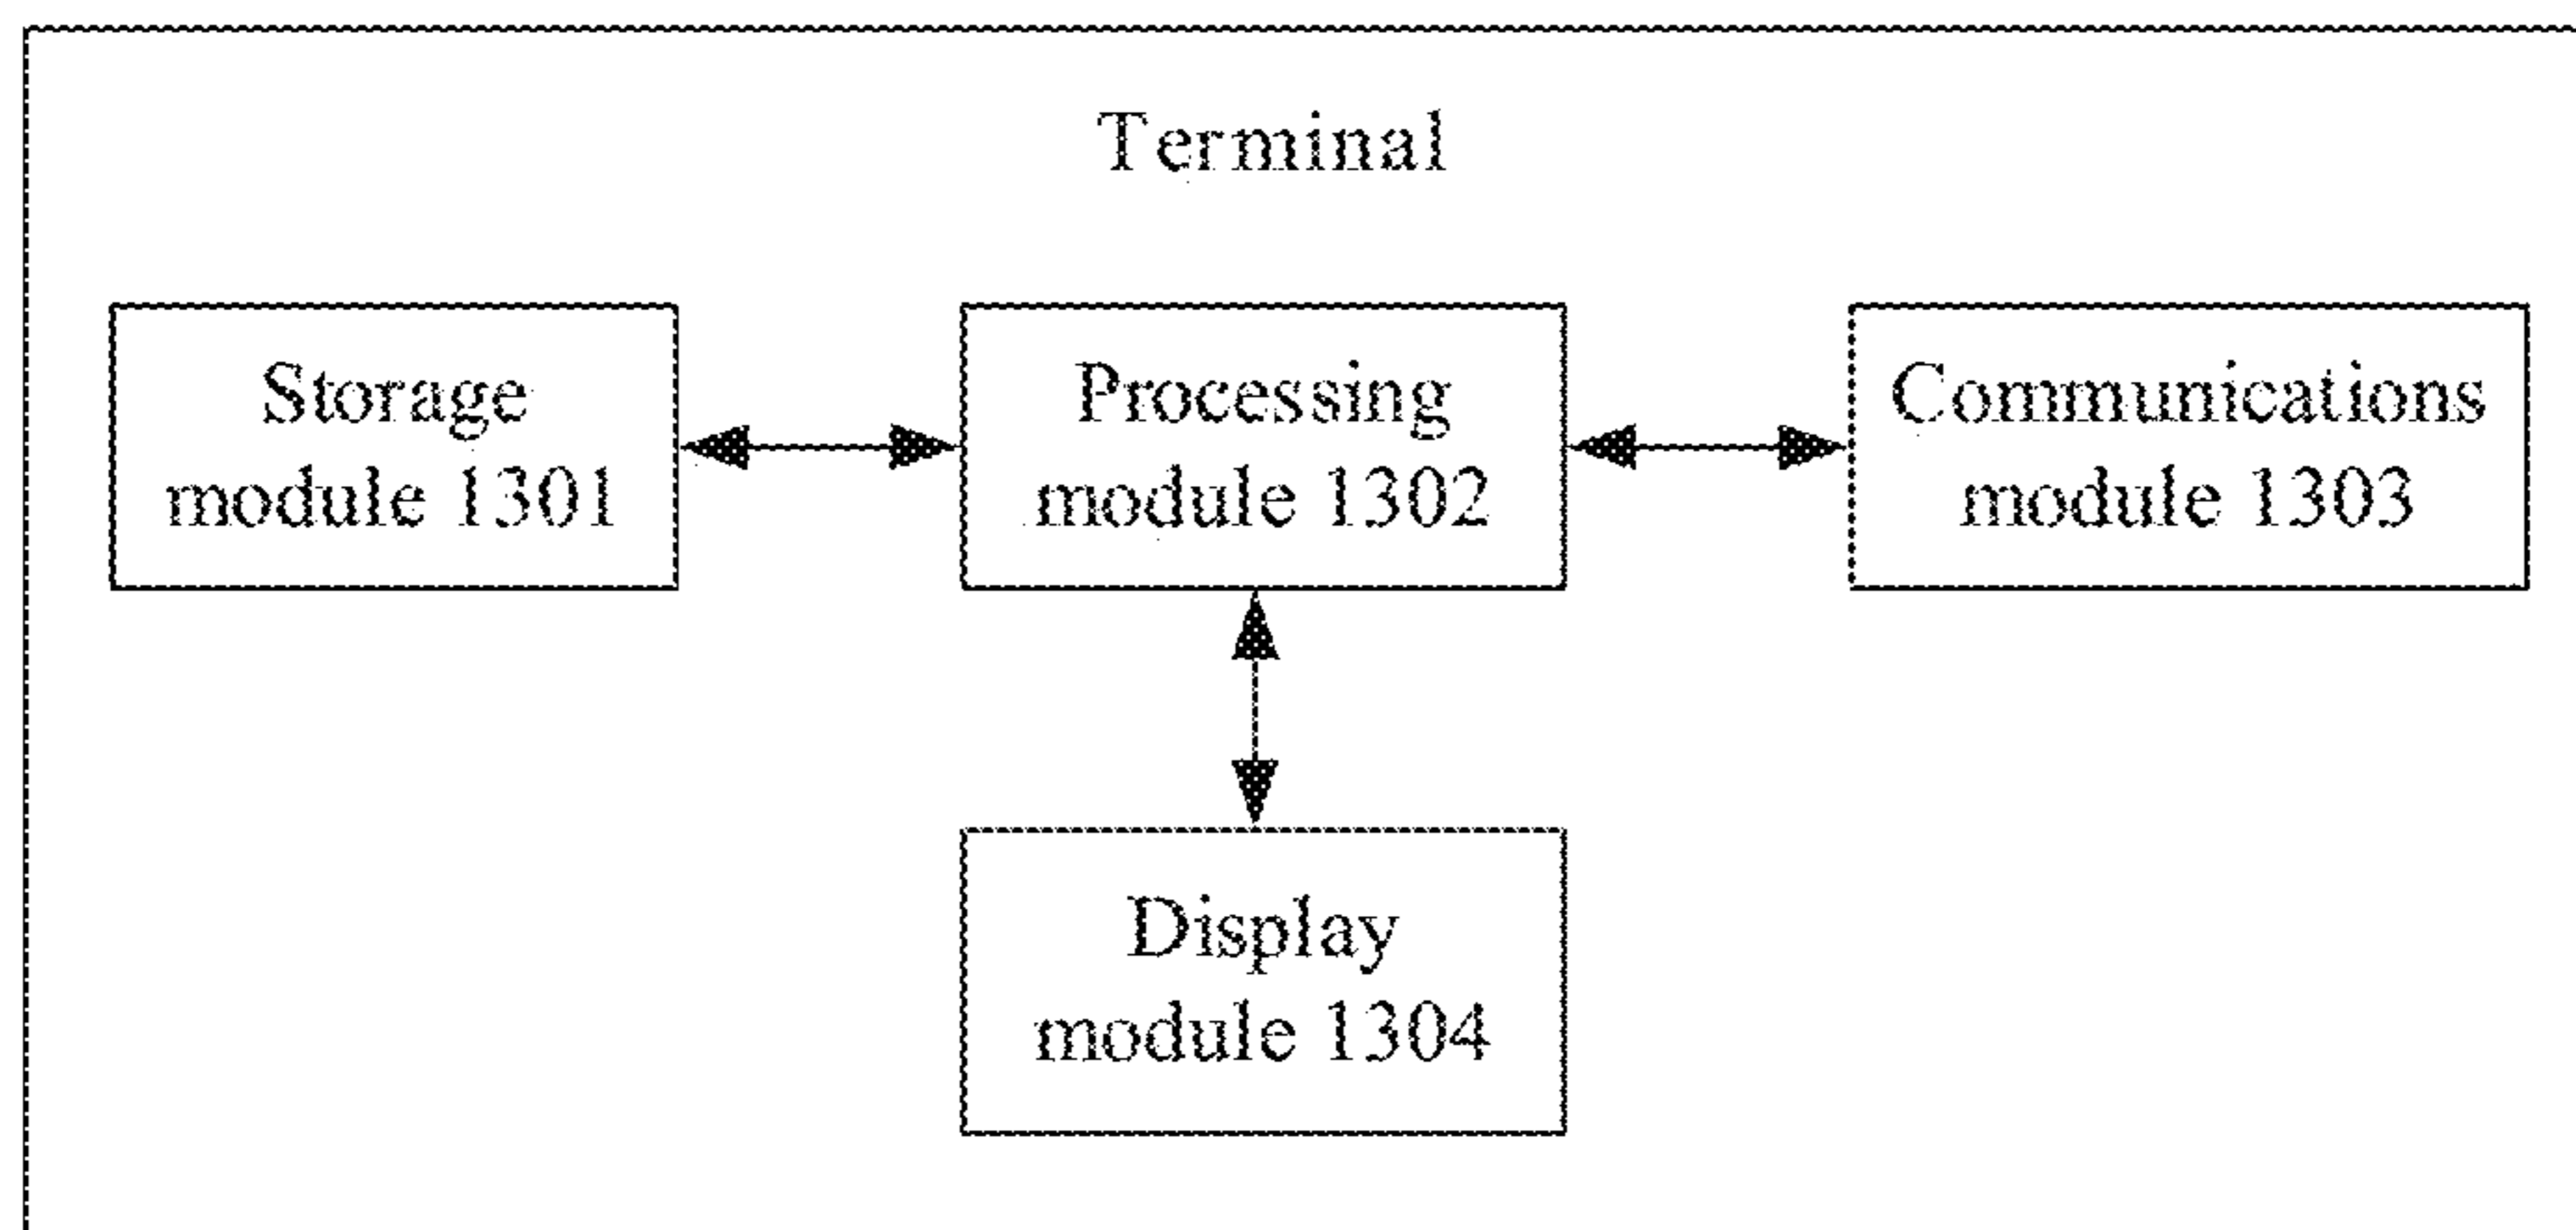 Terminal
Storage
module 1301
Processing
module 1302
Communications
module 1303
Display
module 1304